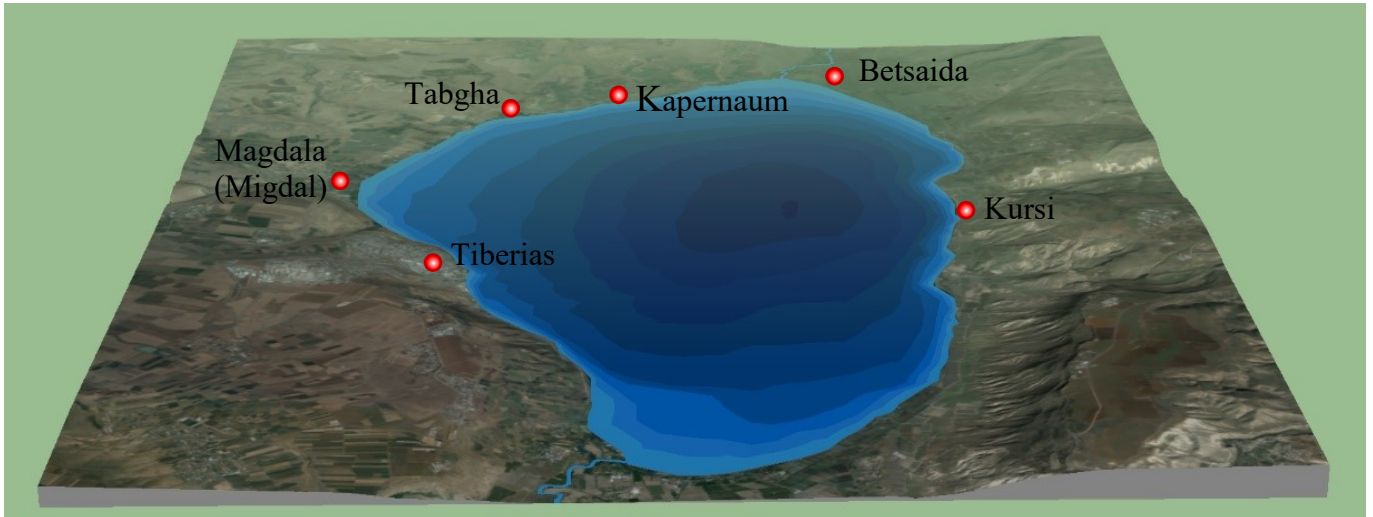 Betsaida
Tabgha
Kapernaum
Magdala
(Migdal)
Kursi
Tiberias